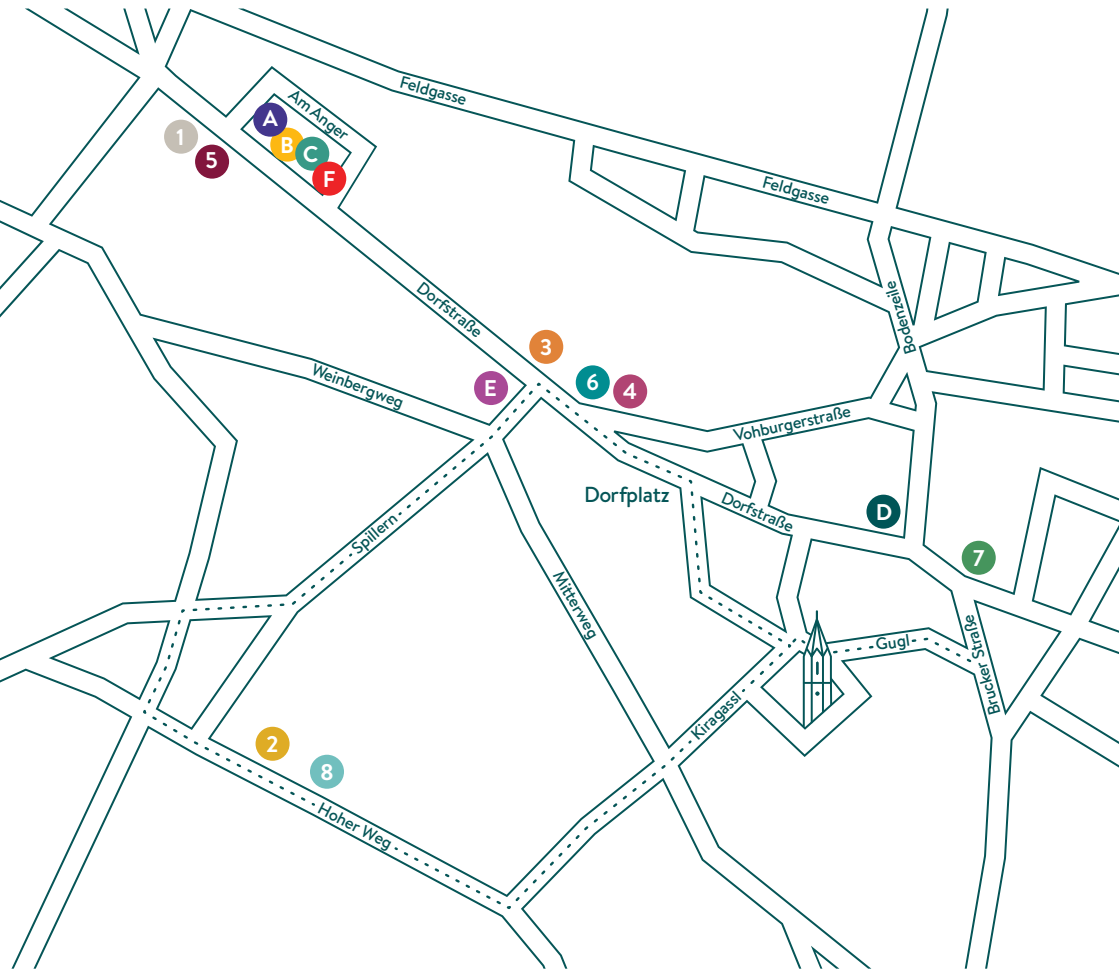 Feldgasse
Am Anger
A
B
C
F
1
5
Feldgasse
Bodenzeile
Dorfstraße
3
6
4
E
Weinbergweg
Vohburgerstraße
Dorfplatz
Dorfstraße
D
7
Spillern
Mitterweg
Gugl
Brucker Straße
Kiragassl
2
8
Hoher Weg